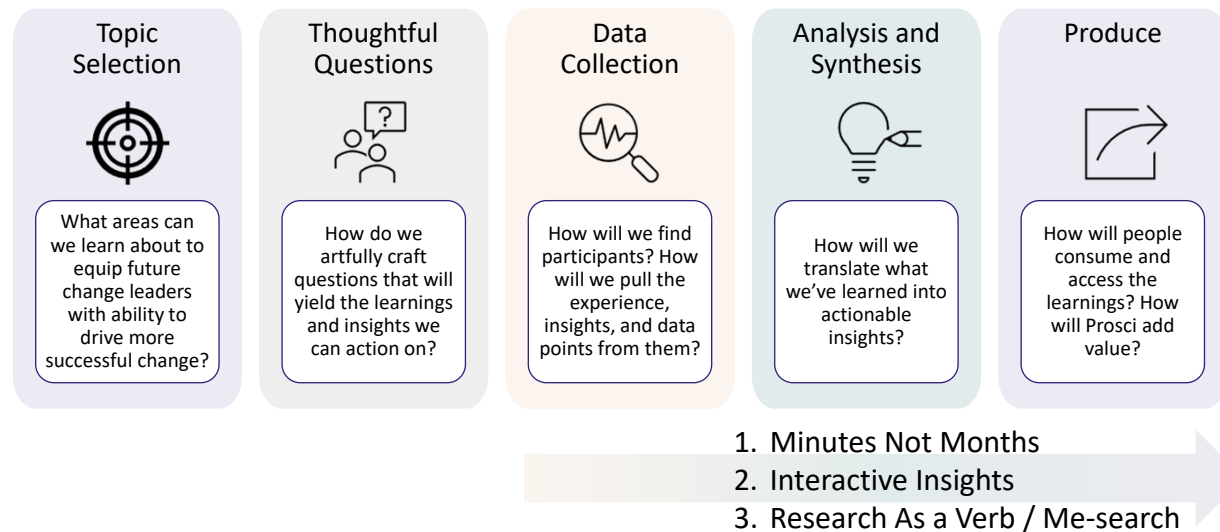 Topic
Selection
What areas can
we learn about to
equip future
change leaders
with ability to
drive more
successful change?
Thoughtful
Questions
?
How do we
artfully craft
questions that will
yield the learnings
and insights we
can action on?
Data
Collection
How will we find
participants? How
will we pull the
experience,
insights, and data
points from them?
Analysis and
Synthesis
How will we
translate what
we’ve learned into
actionable
insights?
Produce
How will people
consume and
access the
learnings? How
will Prosci add
value?
1. Minutes Not Months
2. Interactive Insights
3. Research As a Verb / Me-search